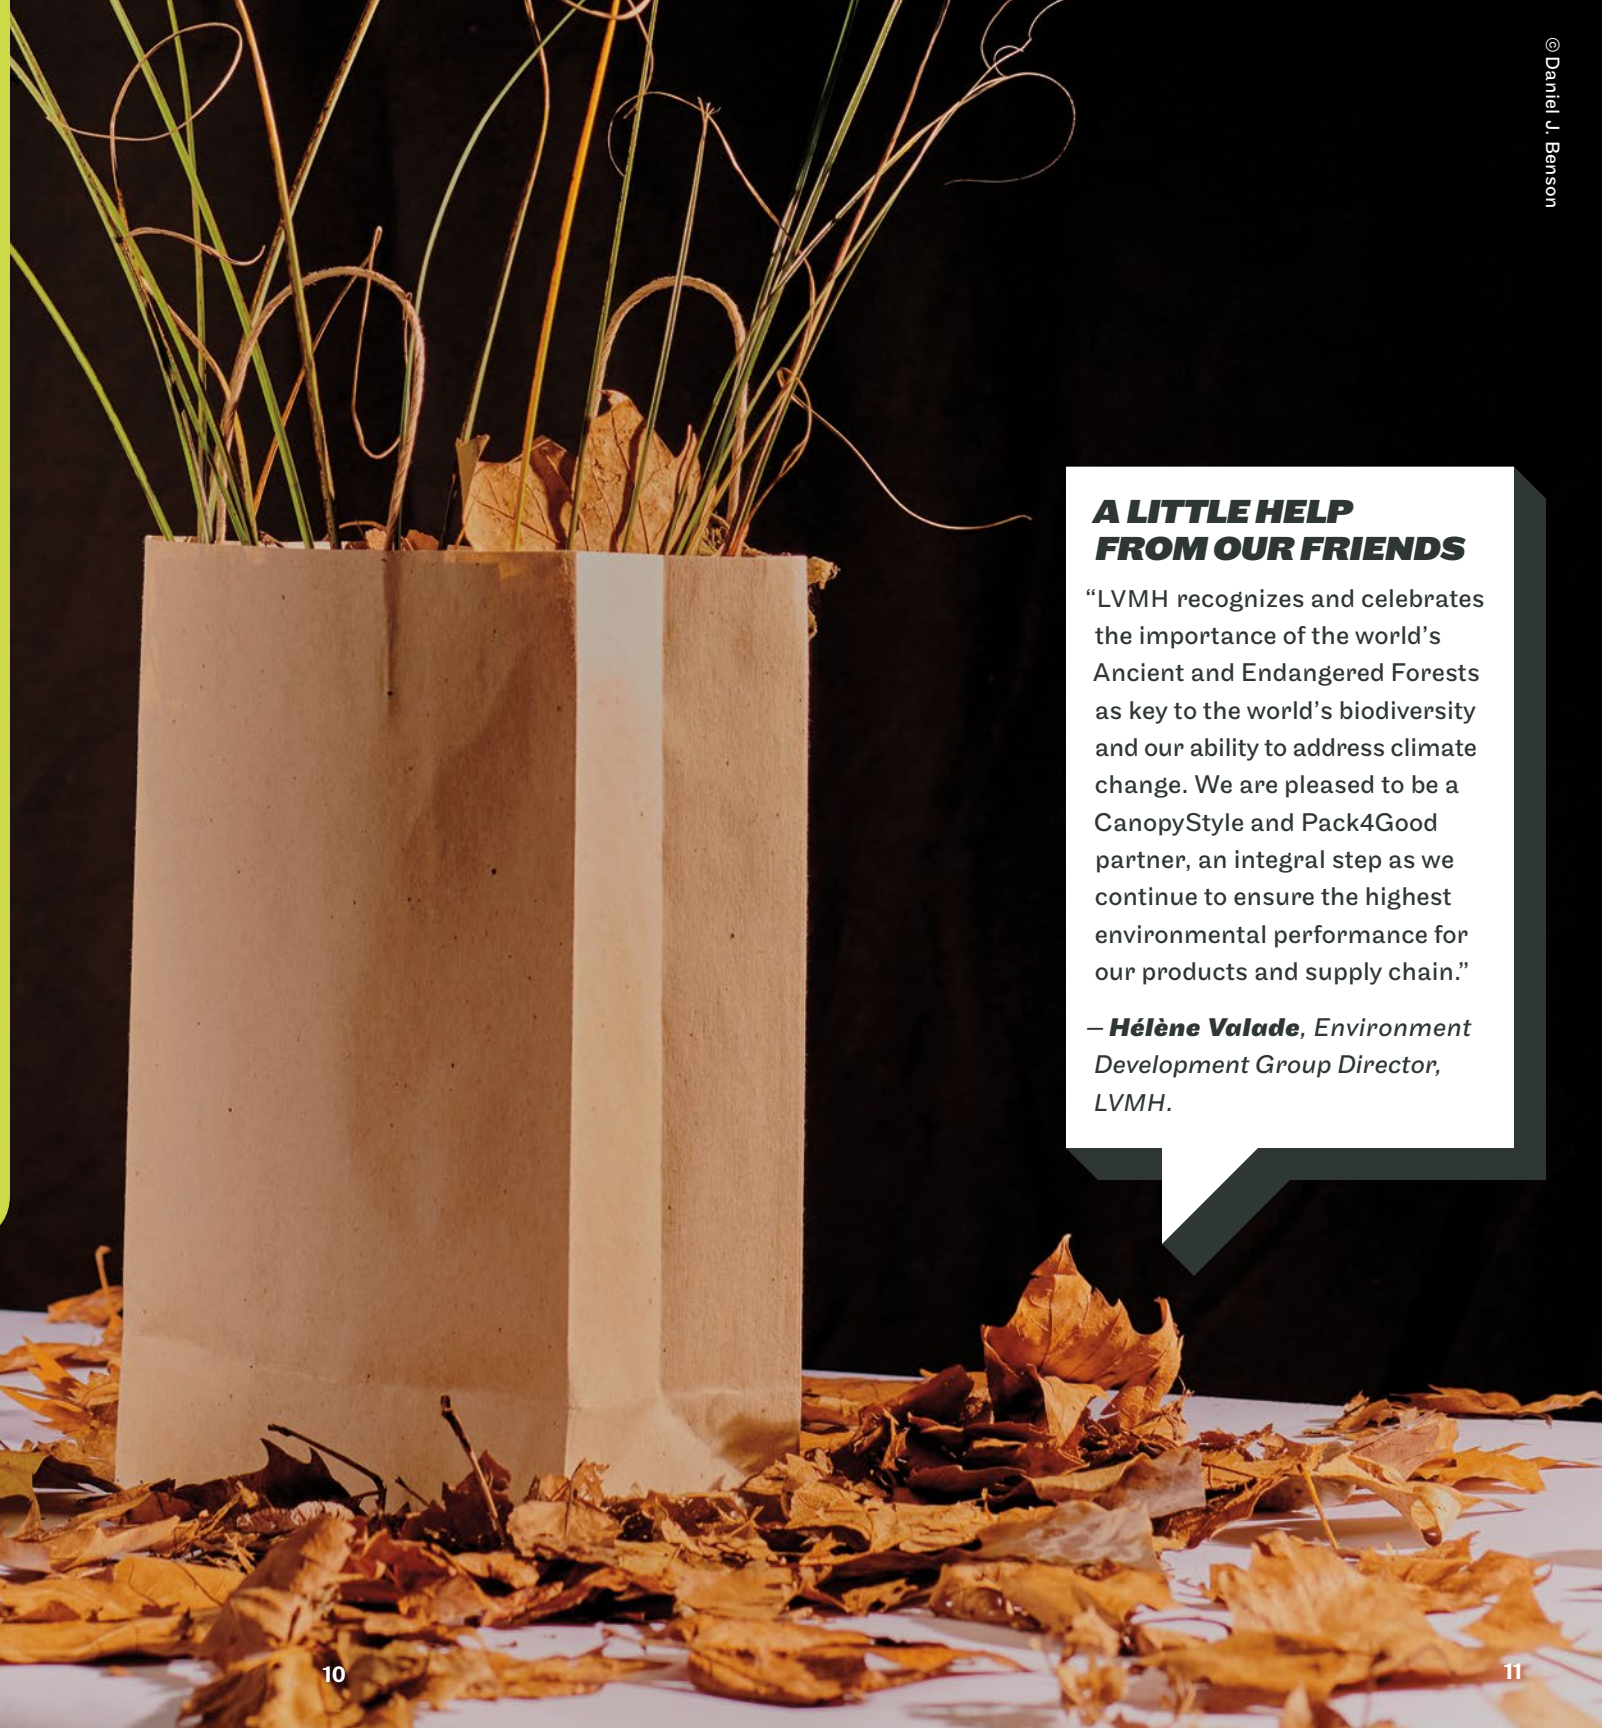 © Daniel J. Benson
A LITTLE HELP
FROM OUR FRIENDS
“LVMH recognizes and celebrates
the importance of the world’s
Ancient and Endangered Forests
as key to the world’s biodiversity
and our ability to address climate
change. We are pleased to be a
CanopyStyle and Pack4Good
partner, an integral step as we
continue to ensure the highest
environmental performance for
our products and supply chain.”
– Hélène Valade, Environment
Development Group Director,
LVMH.
10
11